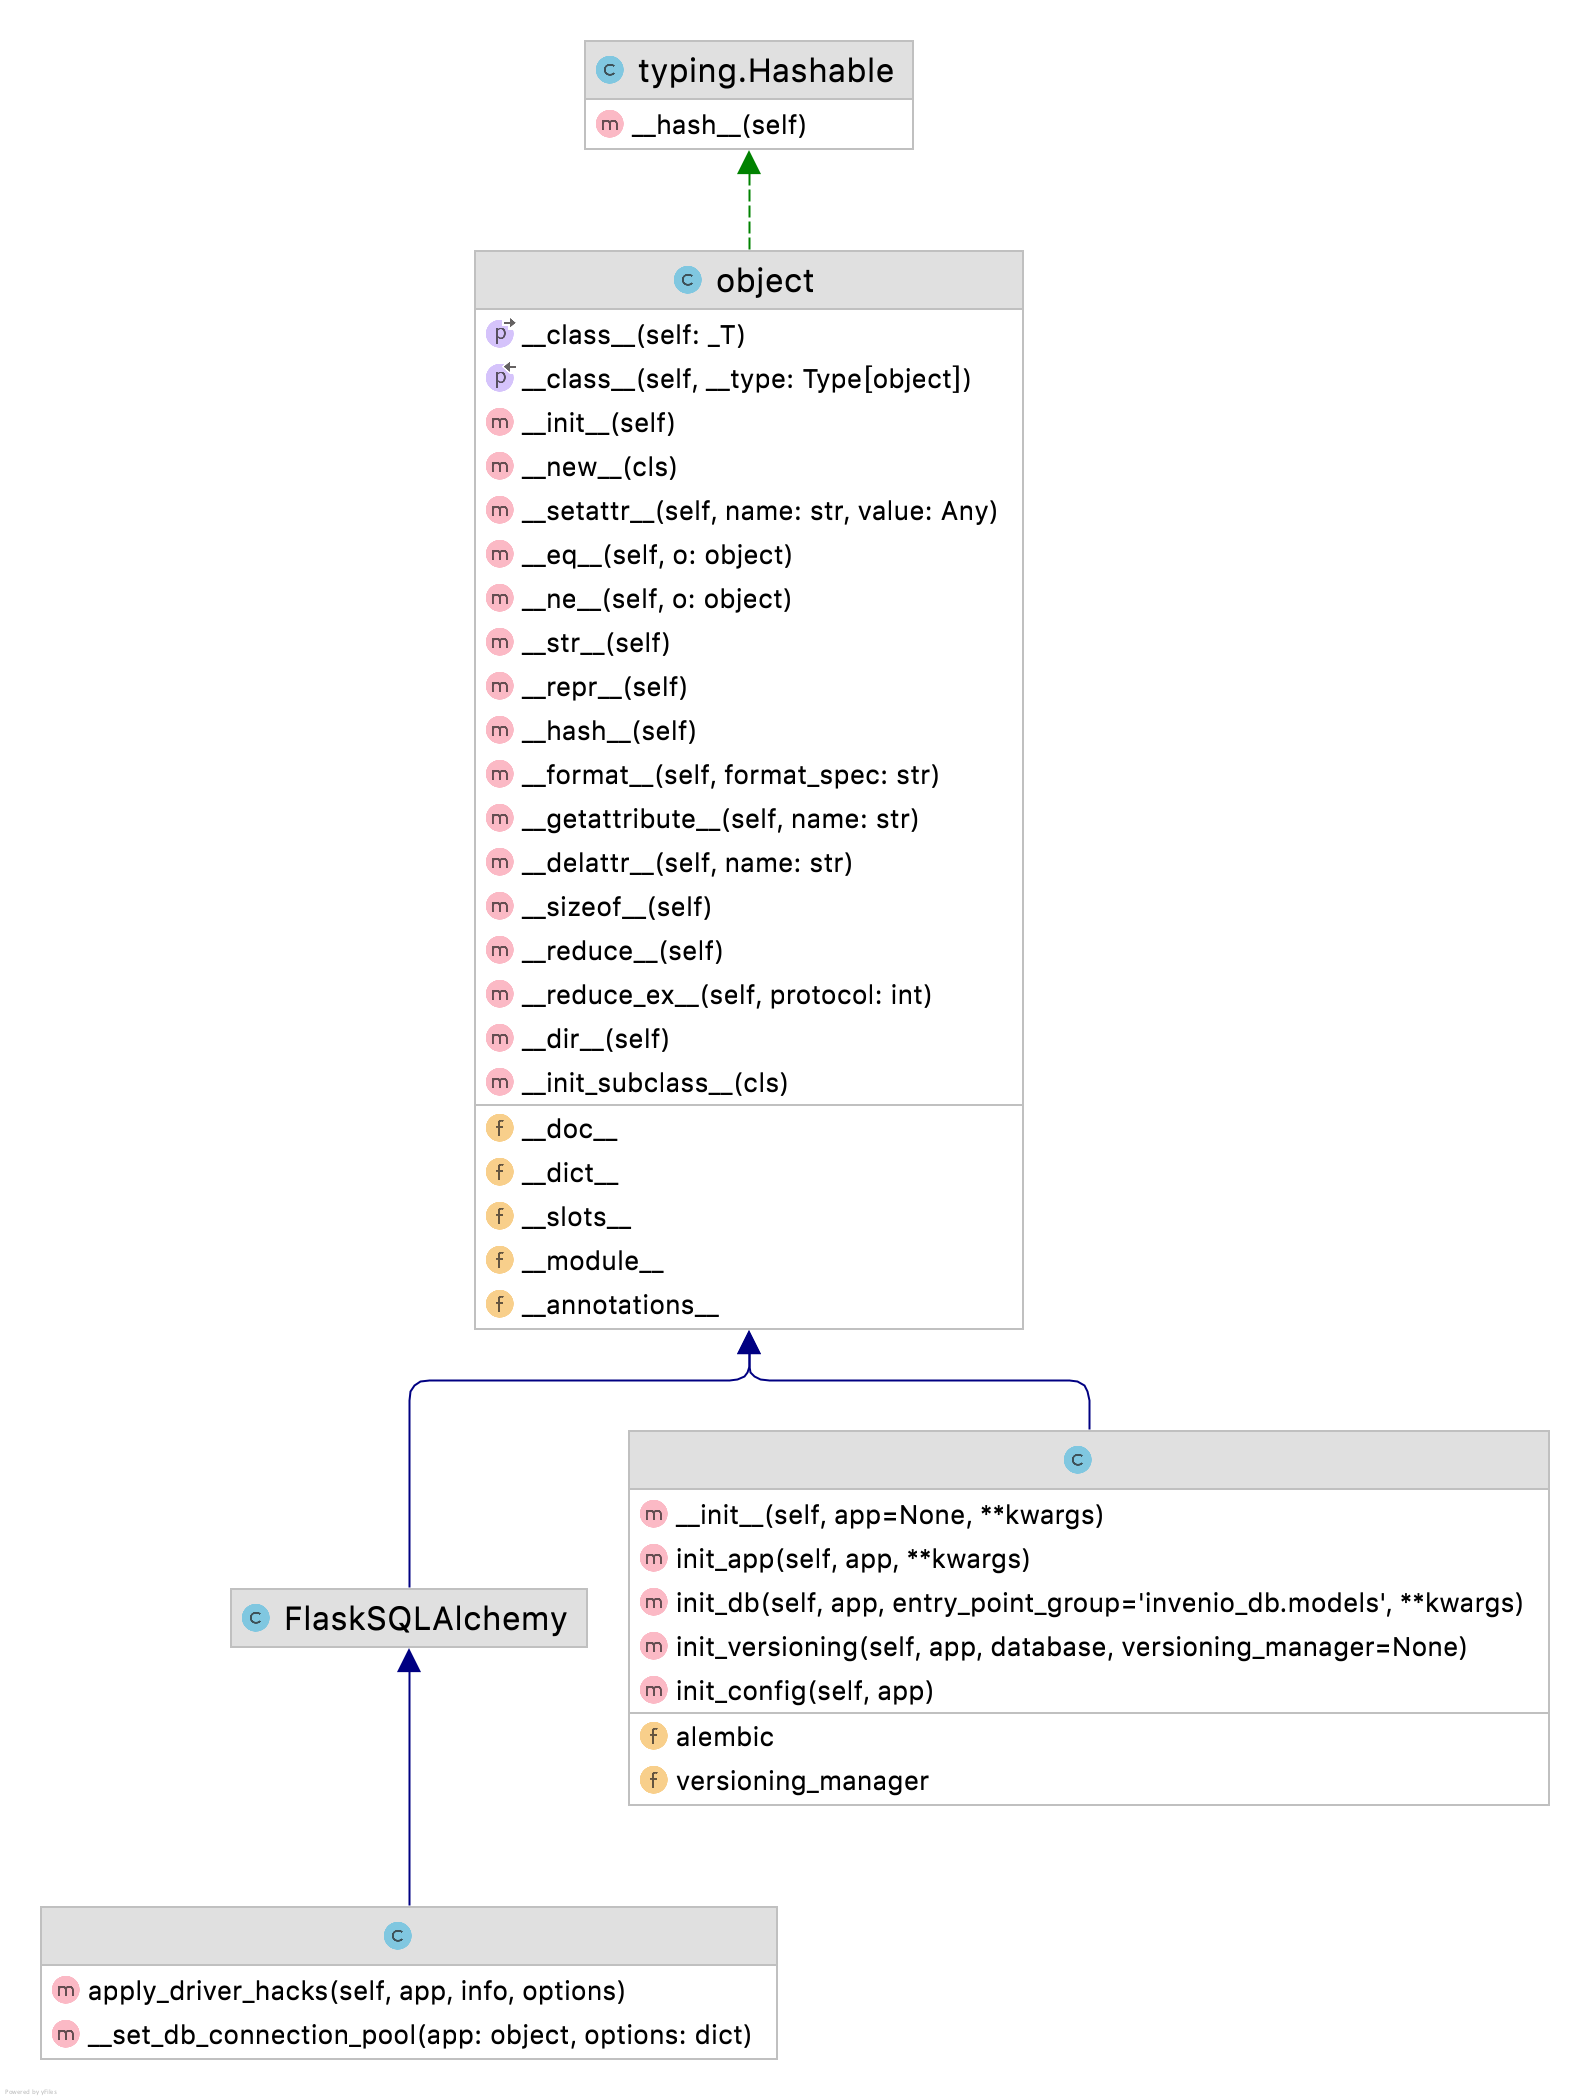 c typing.Hashable
m __hash__(self)
c object
p __class__(self: _T)
p __class__(self, __type: Type[object])
m __init__(self)
m __new__(cls)
m __setattr__(self, name: str, value: Any)
m __eq__(self, o: object)
m __ne__(self, o: object)
m __str__(self)
m __repr__(self)
m __hash__(self)
m __format__(self, format_spec: str)
m __getattribute__(self, name: str)
m __delattr__(self, name: str)
m __sizeof__(self)
m __reduce__(self)
m __reduce_ex__(self, protocol: int)
m __dir__(self)
m __init_subclass__(cls)
f __doc__
f __dict__
f __slots__
f __module__
f __annotations__
c
m __init__(self, app=None, **kwargs)
m init_app(self, app, **kwargs)
m init_db(self, app, entry_point_group='invenio_db.models', **kwargs)
m init_versioning(self, app, database, versioning_manager=None)
m init_config(self, app)
f alembic
f versioning_manager
c FlaskSQLAlchemy
c
m apply_driver_hacks(self, app, info, options)
m __set_db_connection_pool(app: object, options: dict)
Powered by yFiles